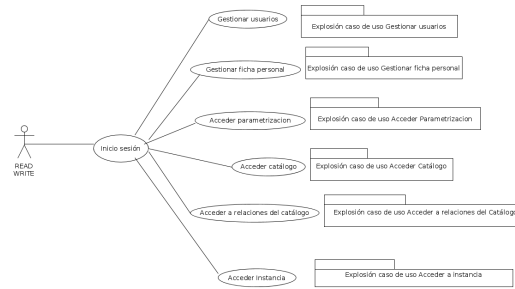 Gestionar usuarios
Explosión caso de uso Gestionar usuarios
Gestionar ficha personal
Explosión caso de uso Gestionar ficha personal
Acceder parametrizacion
Explosión caso de uso Acceder Parametrizacion
Inicio sesión
READ
WRITE
Acceder catálogo
Explosión caso de uso Acceder Catálogo
Acceder a relaciones del catálogo
Explosión caso de uso Acceder a relaciones del Catálogo
Acceder instancia
Explosión caso de uso Acceder a instancia